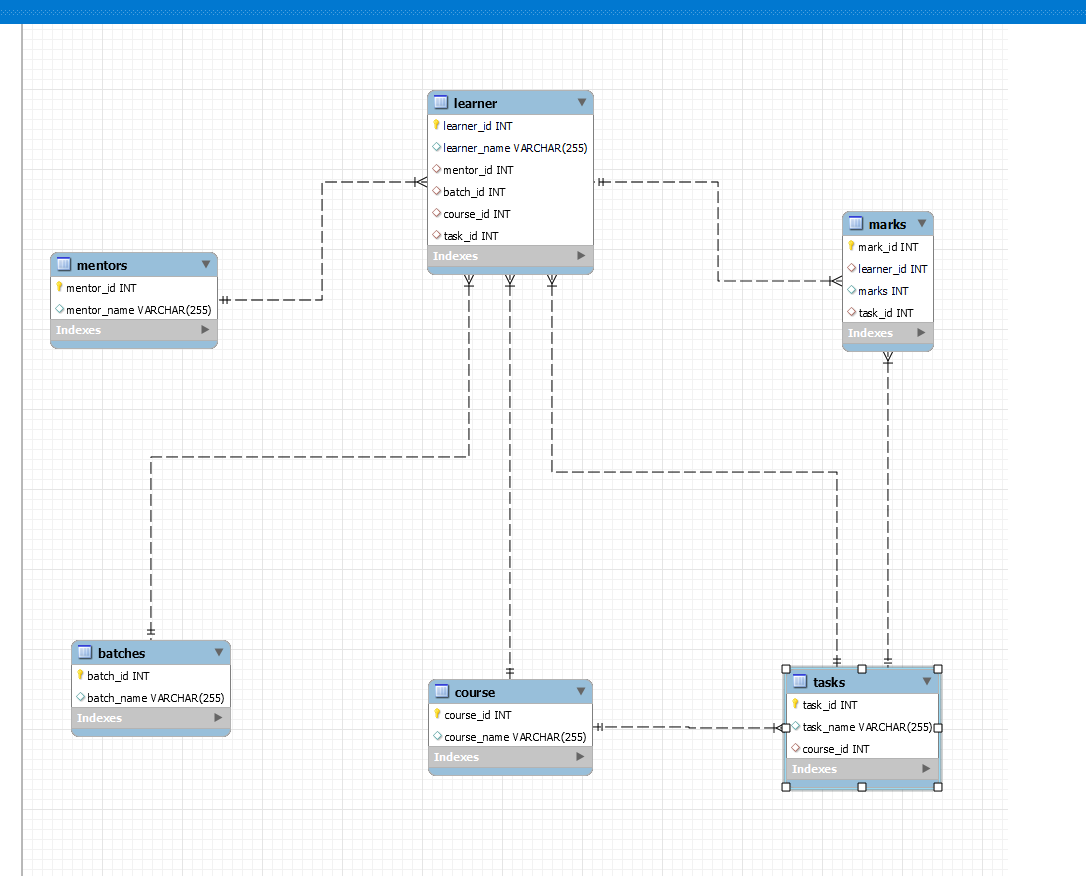 learner
learner_id INT
learner_name VARCHAR(255)
mentor_id INT
batch_id INT
course_id INT
task_id INT
Indexes
marks
mark_id INT
learner_id INT
marks INT
task_id INT
Indexes
mentors
mentor_id INT
mentor_name VARCHAR(255)
Indexes
batches
batch_id INT
batch_name VARCHAR(255)
Indexes
course
course_id INT
course_name VARCHAR(255)
Indexes
tasks
task_id INT
task_name VARCHAR(255)
course_id INT
Indexes